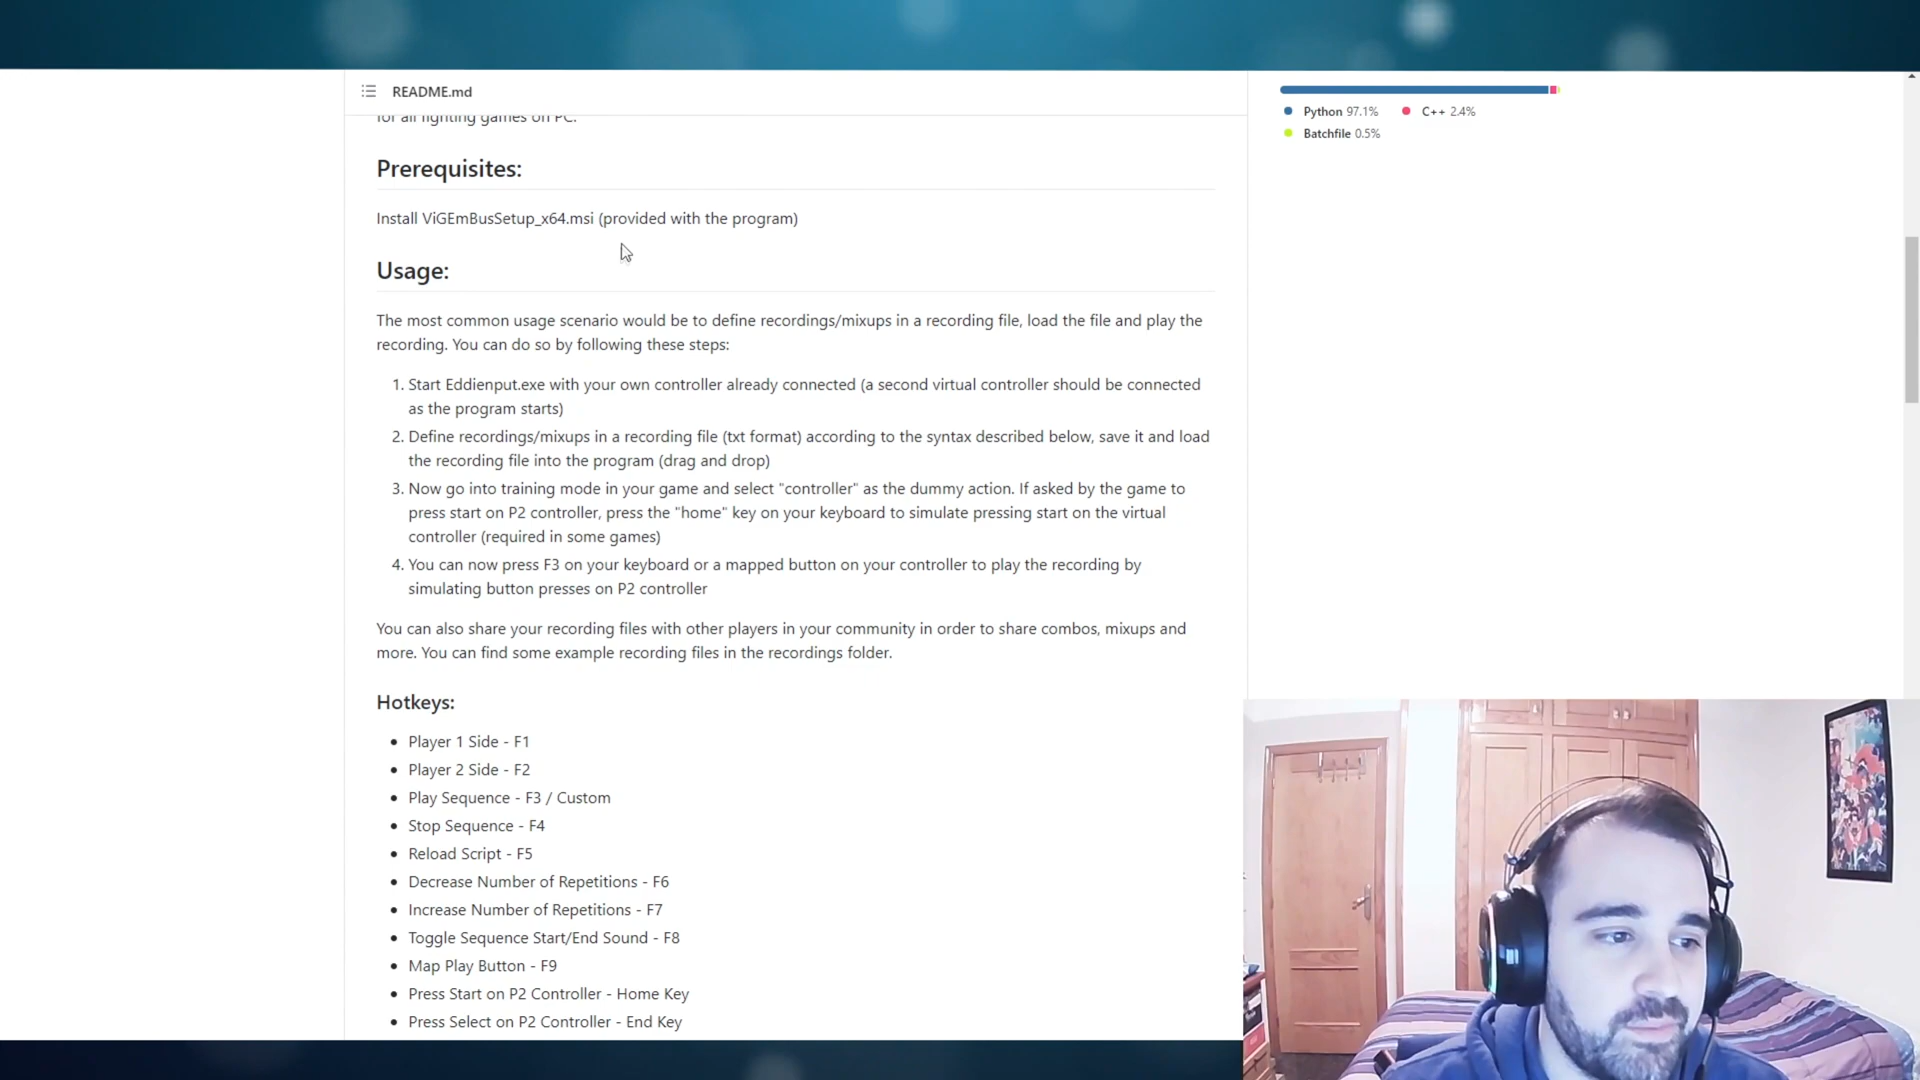 README.md
for all fighting games on PC.
Prerequisites:
Install ViGEmBusSetup_x64.msi (provided with the program)
Usage:
The most common usage scenario would be to define recordings/mixups in a recording file, load the file and play the
recording. You can do so by following these steps:
1. Start Eddienput.exe with your own controller already connected (a second virtual controller should be connected
as the program starts)
2. Define recordings/mixups in a recording file (txt format) according to the syntax described below, save it and load
the recording file into the program (drag and drop)
3. Now go into training mode in your game and select "controller" as the dummy action. If asked by the game to
press start on P2 controller, press the "home" key on your keyboard to simulate pressing start on the virtual
controller (required in some games)
4. You can now press F3 on your keyboard or a mapped button on your controller to play the recording by
simulating button presses on P2 controller
You can also share your recording files with other players in your community in order to share combos, mixups and
more. You can find some example recording files in the recordings folder.
Hotkeys:
• Player 1 Side - F1
• Player 2 Side - F2
• Play Sequence - F3 / Custom
• Stop Sequence - F4
• Reload Script - F5
• Decrease Number of Repetitions - F6
• Increase Number of Repetitions - F7
• Toggle Sequence Start/End Sound - F8
• Map Play Button - F9
• Press Start on P2 Controller - Home Key
• Press Select on P2 Controller - End Key
Python 97.1%
C++ 2.4%
Batchfile 0.5%